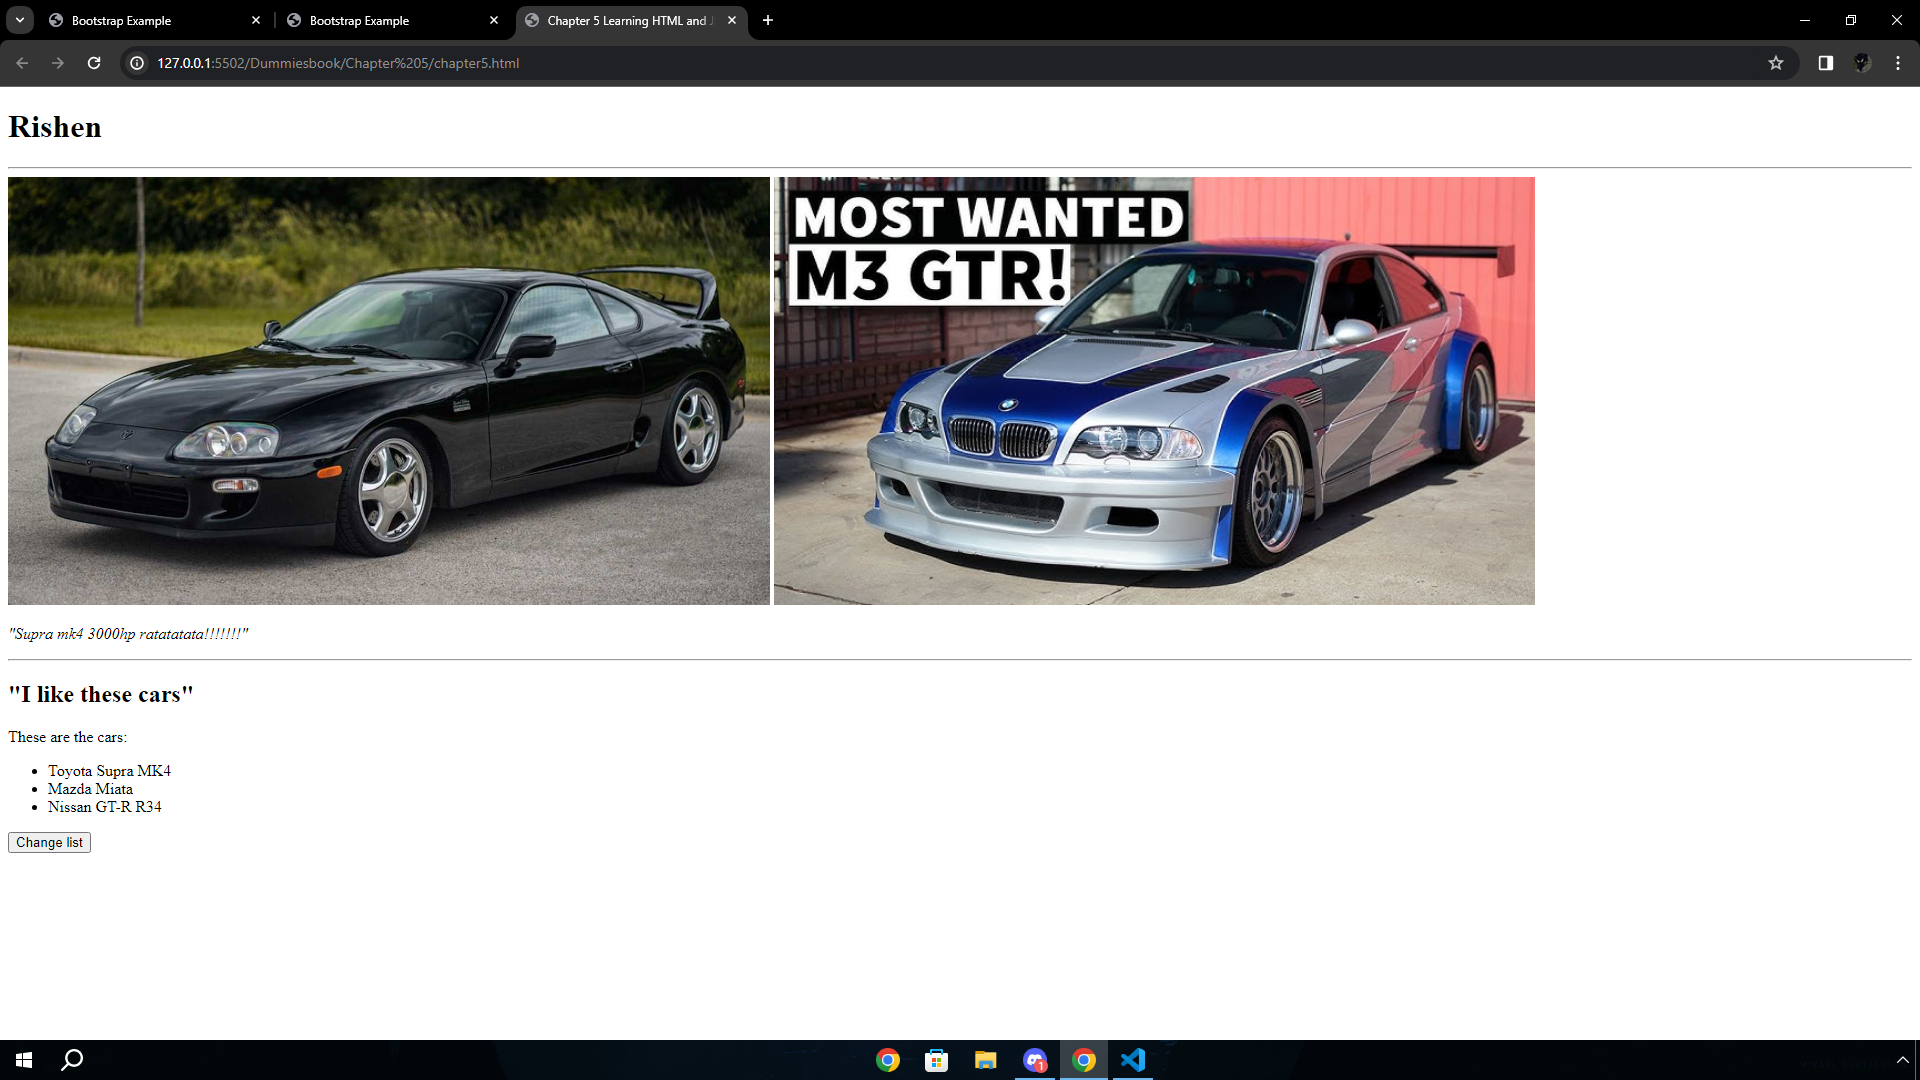 Bootstrap Example
Bootstrap Example
Chapter 5 Learning HTML and
127.0.0.1:5502/Dummiesbook/Chapter%205/chapter5.html
Rishen
MOST WANTED
M3 GTR!
"Supra mk4 3000hp ratatatata!!!!!!!"
"I like these cars"
These are the cars:
Toyota Supra MK4
Mazda Miata
Nissan GT-R R34
Change list
1